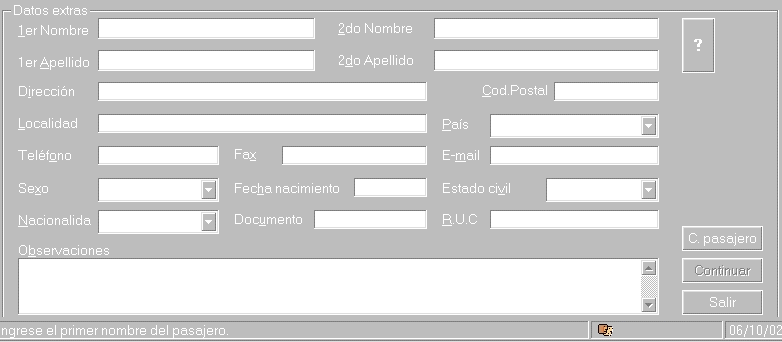 Datos extras
1er Nombre 2do Nombre ?
1er Apellido 2do Apellido
Dirección Cod.Postal
Localidad País
Teléfono Fax E-mail
Sexo Fecha nacimiento Estado civil
Nacionalida Documento R.U.C
C. pasajero
Observaciones
Continuar
Salir
ngrese el primer nombre del pasajero. 06/10/02